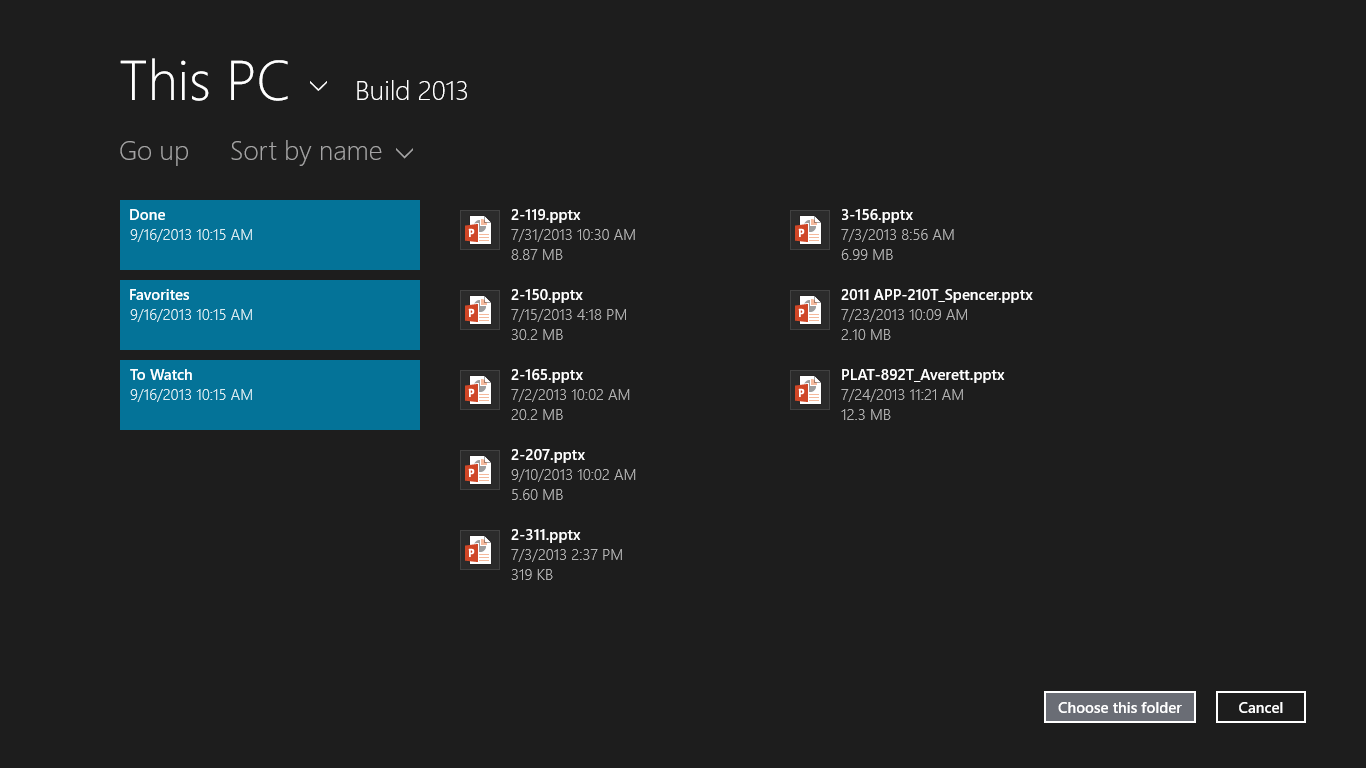 This PC
Build 2013
Go up
Sort by name
Done
9/16/2013 10:15 AM
Favorites
9/16/2013 10:15 AM
To Watch
9/16/2013 10:15 AM
2-119.pptx
7/31/2013 10:30 AM
8.87 MB
2-150.pptx
7/15/2013 4:18 PM
30.2 MB
2-165.pptx
7/2/2013 10:02 AM
20.2 MB
2-207.pptx
9/10/2013 10:02 AM
5.60 MB
2-311.pptx
7/3/2013 2:37 PM
319 KB
3-156.pptx
7/3/2013 8:56 AM
6.99 MB
2011 APP-210T_Spencer.pptx
7/23/2013 10:09 AM
2.10 MB
PLAT-892T_Averett.pptx
7/24/2013 11:21 AM
12.3 MB
Choose this folder
Cancel